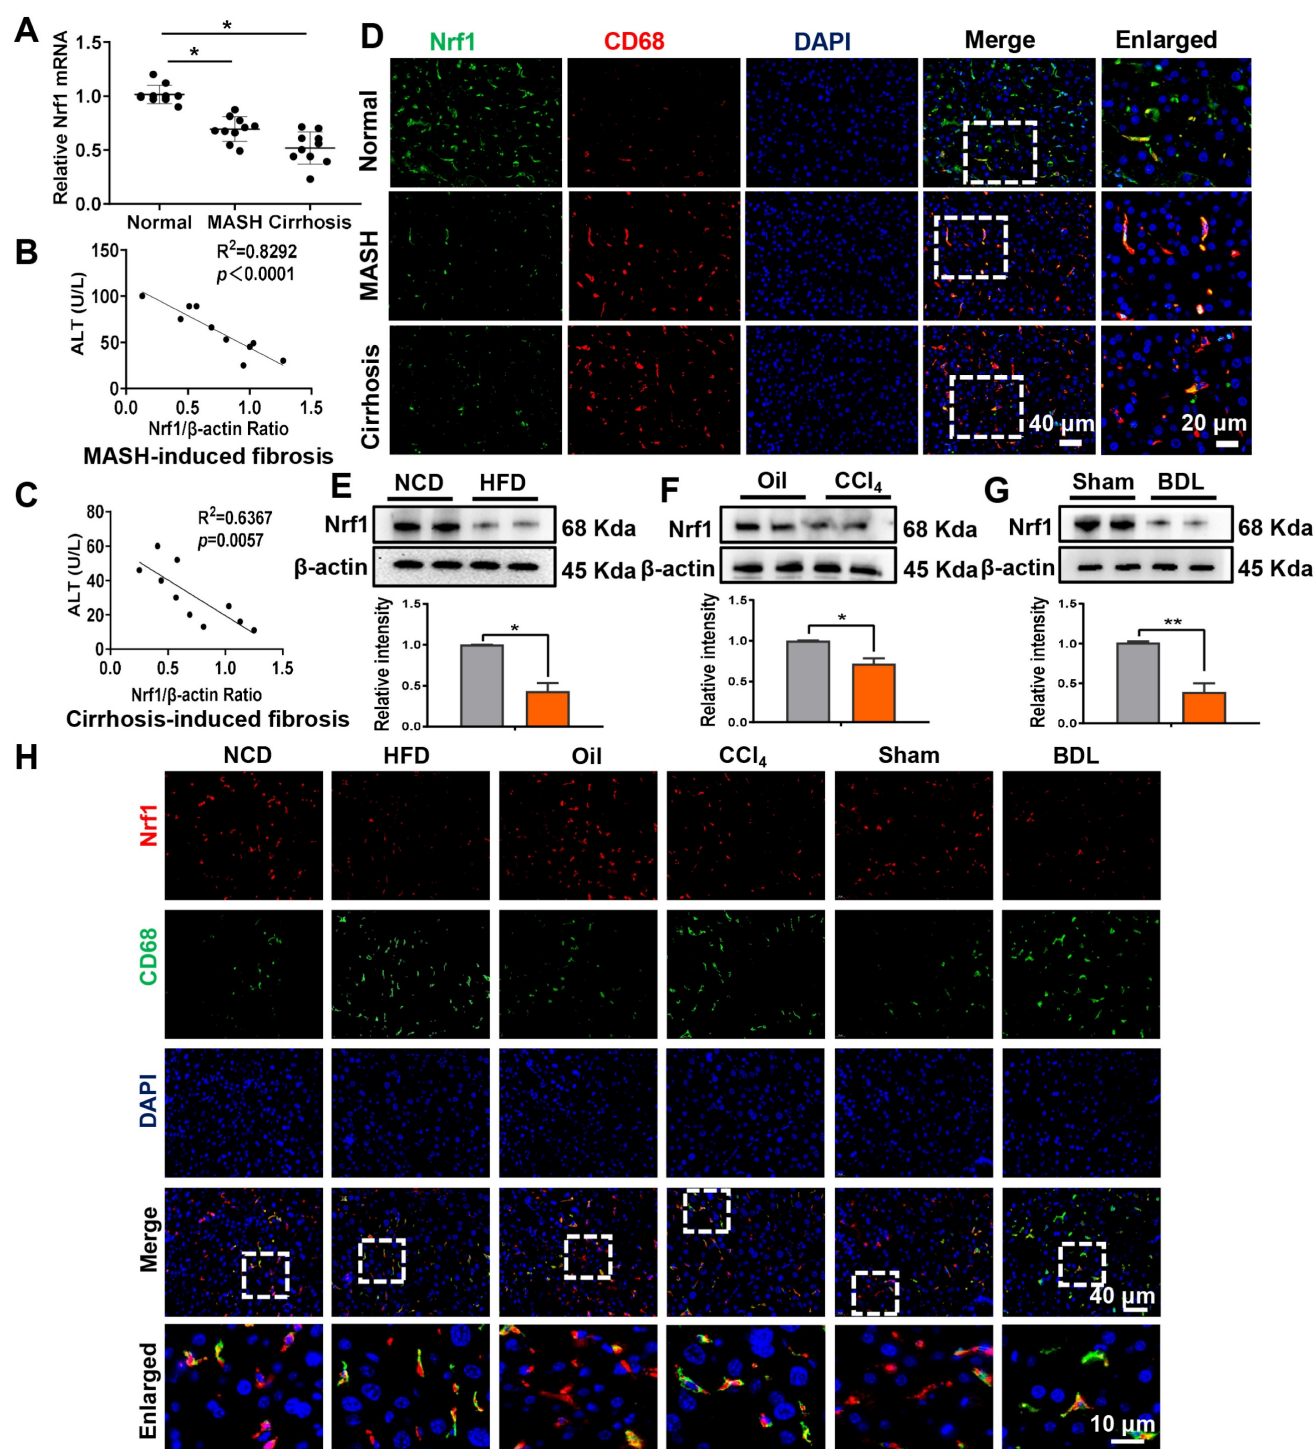 A
Relative Nrf1 mRNA
1.5
1.0
0.5
0.0
*
*
Normal MASH Cirrhosis
B
ALT (U/L)
150
100
50
0
R²=0.8292
p<0.0001
0.0 0.5 1.0 1.5
Nrf1/β-actin Ratio
MASH-induced fibrosis
C
ALT (U/L)
80
60
40
20
0
R²=0.6367
p=0.0057
0.0 0.5 1.0 1.5
Nrf1/β-actin Ratio
Cirrhosis-induced fibrosis
D
Nrf1 CD68 DAPI Merge Enlarged
Normal
MASH
Cirrhosis
40 µm
20 µm
E
NCD HFD
Nrf1 68 Kda
β-actin 45 Kda
Relative intensity
1.5
1.0
0.5
0.0
*
F
Oil CCl₄
Nrf1 68 Kda
β-actin 45 Kda
Relative intensity
1.5
1.0
0.5
0.0
*
G
Sham BDL
Nrf1 68 Kda
β-actin 45 Kda
Relative intensity
1.5
1.0
0.5
0.0
**
H
NCD HFD Oil CCl₄ Sham BDL
Nrf1
CD68
DAPI
Merge
40 µm
Enlarged
10 µm